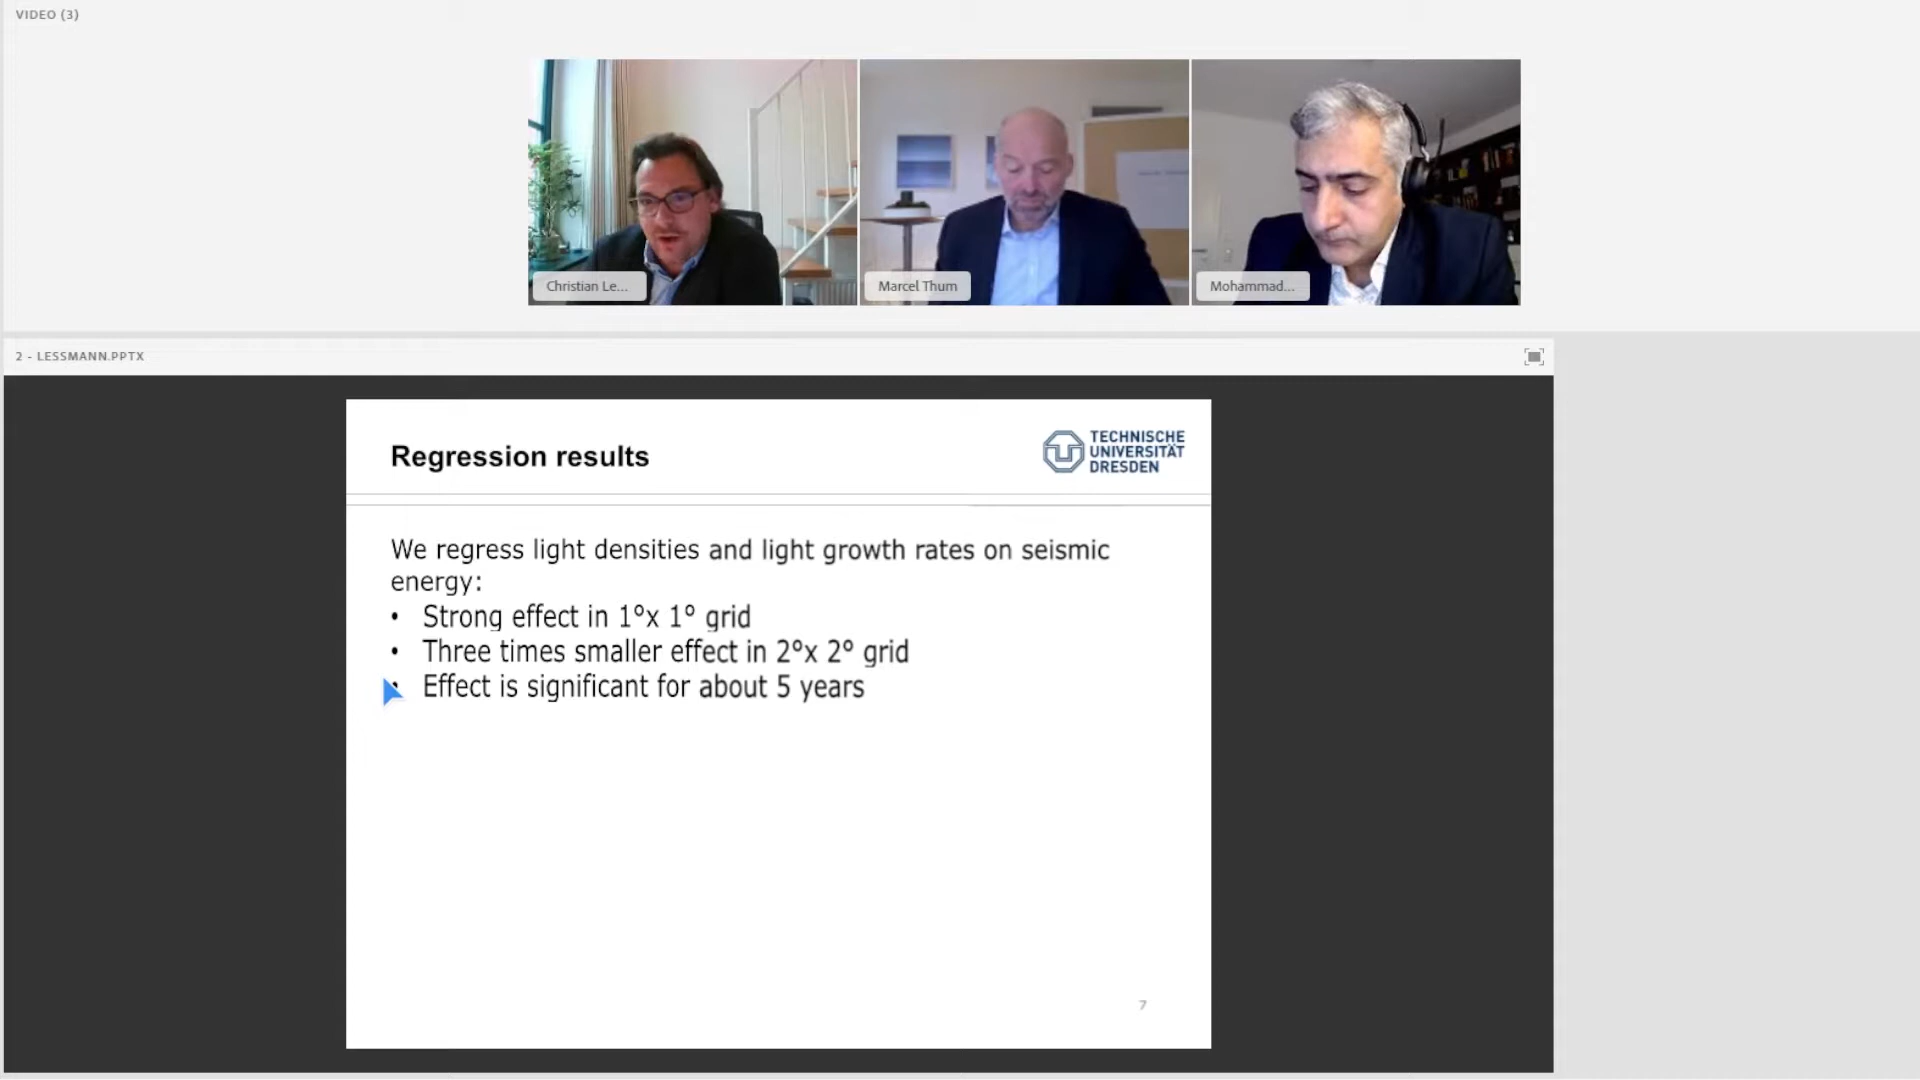 VIDEO (3)
Christian Le...
Marcel Thum
Mohammad...
2 - LESSMANN.PPTX
Regression results
TECHNISCHE
UNIVERSITÄT
DRESDEN
We regress light densities and light growth rates on seismic
energy:
• Strong effect in 1°x 1° grid
• Three times smaller effect in 2°x 2° grid
• Effect is significant for about 5 years
7